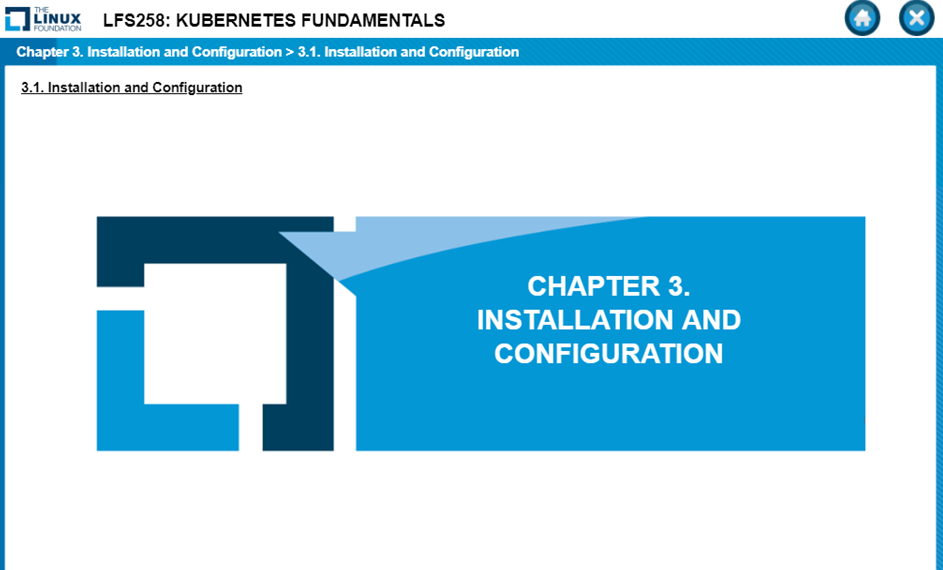 THE
LINUX
FOUNDATION
LFS258: KUBERNETES FUNDAMENTALS
Chapter 3. Installation and Configuration > 3.1. Installation and Configuration
3.1. Installation and Configuration
CHAPTER 3.
INSTALLATION AND
CONFIGURATION